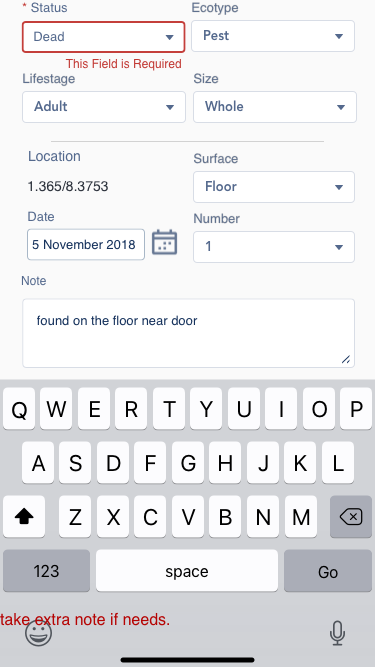 * Status
Ecotype
Dead
Pest
This Field is Required
Lifestage
Size
Adult
Whole
Location
Surface
1.365/8.3753
Floor
Date
Number
5 November 2018
1
Note
found on the floor near door
Q W E R T Y U I O P
A S D F G H J K L
Z X C V B N M
123 space Go
take extra note if needs.